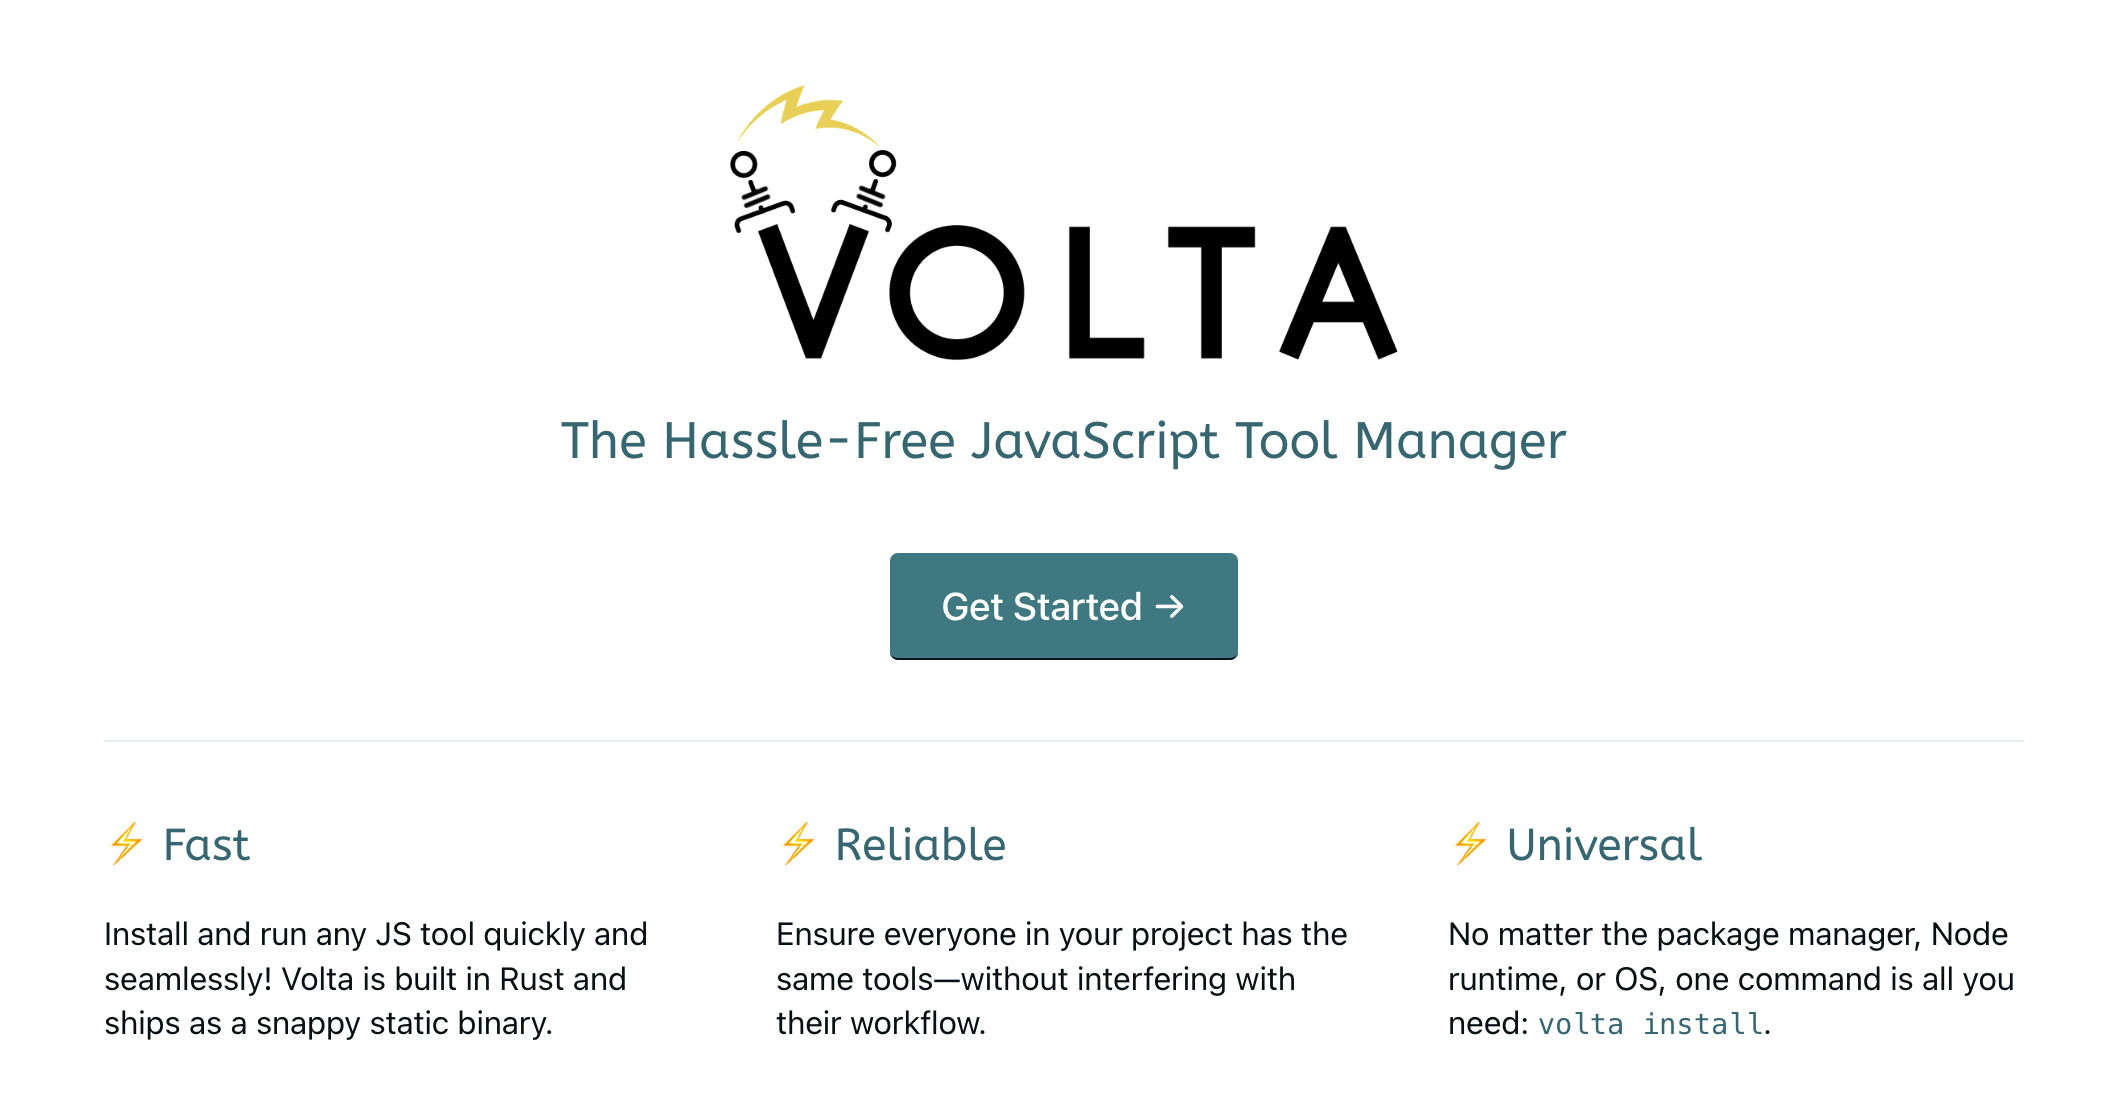 VOLTA
The Hassle-Free JavaScript Tool Manager
Get Started →
⚡ Fast
Install and run any JS tool quickly and
seamlessly! Volta is built in Rust and
ships as a snappy static binary.
⚡ Reliable
Ensure everyone in your project has the
same tools—without interfering with
their workflow.
⚡ Universal
No matter the package manager, Node
runtime, or OS, one command is all you
need: volta install.